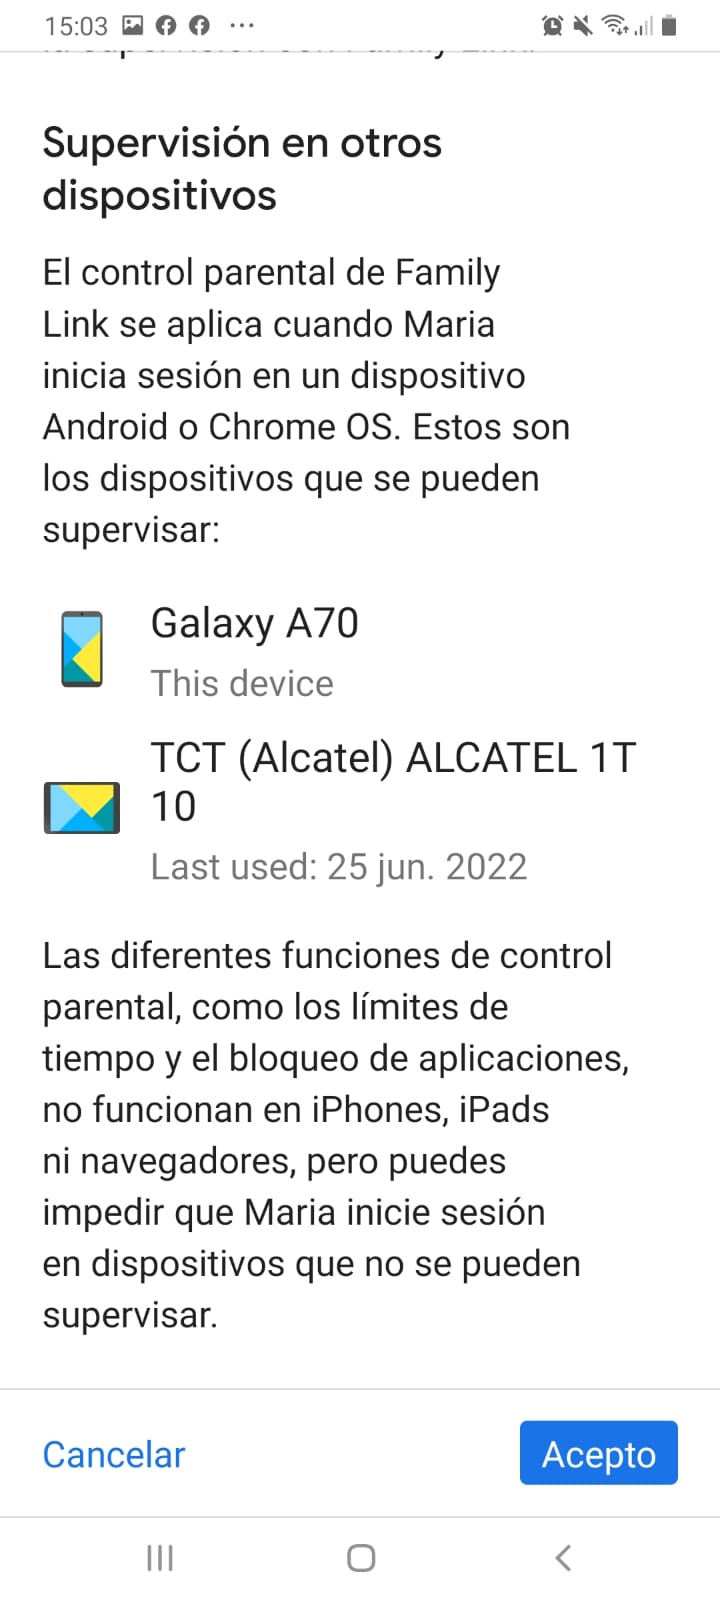 15:03
Supervisión en otros
dispositivos
El control parental de Family
Link se aplica cuando Maria
inicia sesión en un dispositivo
Android o Chrome OS. Estos son
los dispositivos que se pueden
supervisar:
Galaxy A70
This device
TCT (Alcatel) ALCATEL 1T
10
Last used: 25 jun. 2022
Las diferentes funciones de control
parental, como los límites de
tiempo y el bloqueo de aplicaciones,
no funcionan en iPhones, iPads
ni navegadores, pero puedes
impedir que Maria inicie sesión
en dispositivos que no se pueden
supervisar.
Cancelar
Acepto